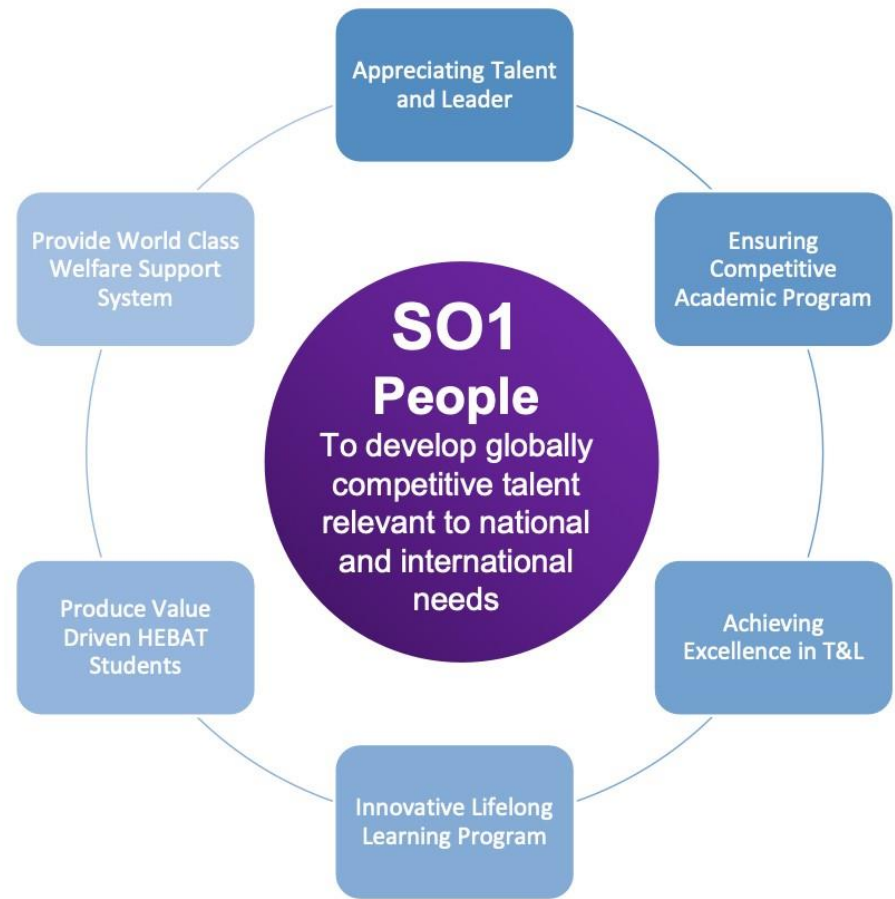 Appreciating Talent
and Leader
Provide World Class
Welfare Support
System
Ensuring
Competitive
Academic Program
SO1
People
To develop globally
competitive talent
relevant to national
and international
needs
Produce Value
Driven HEBAT
Students
Achieving
Excellence in T&L
Innovative Lifelong
Learning Program